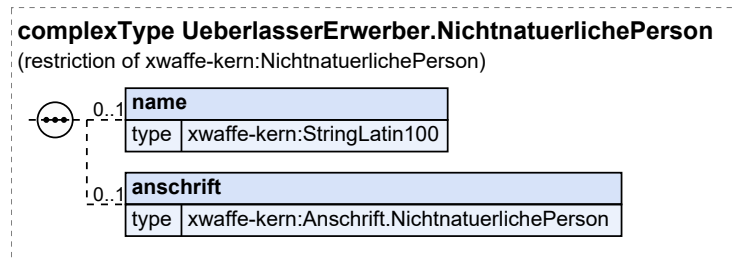 complexType UeberlasserErwerber.NichtnatuerlichePerson
(restriction of xwaffe-kern:NichtnatuerlichePerson)
0..1 name
type xwaffe-kern:StringLatin100
0..1 anschrift
type xwaffe-kern:Anschrift.NichtnatuerlichePerson